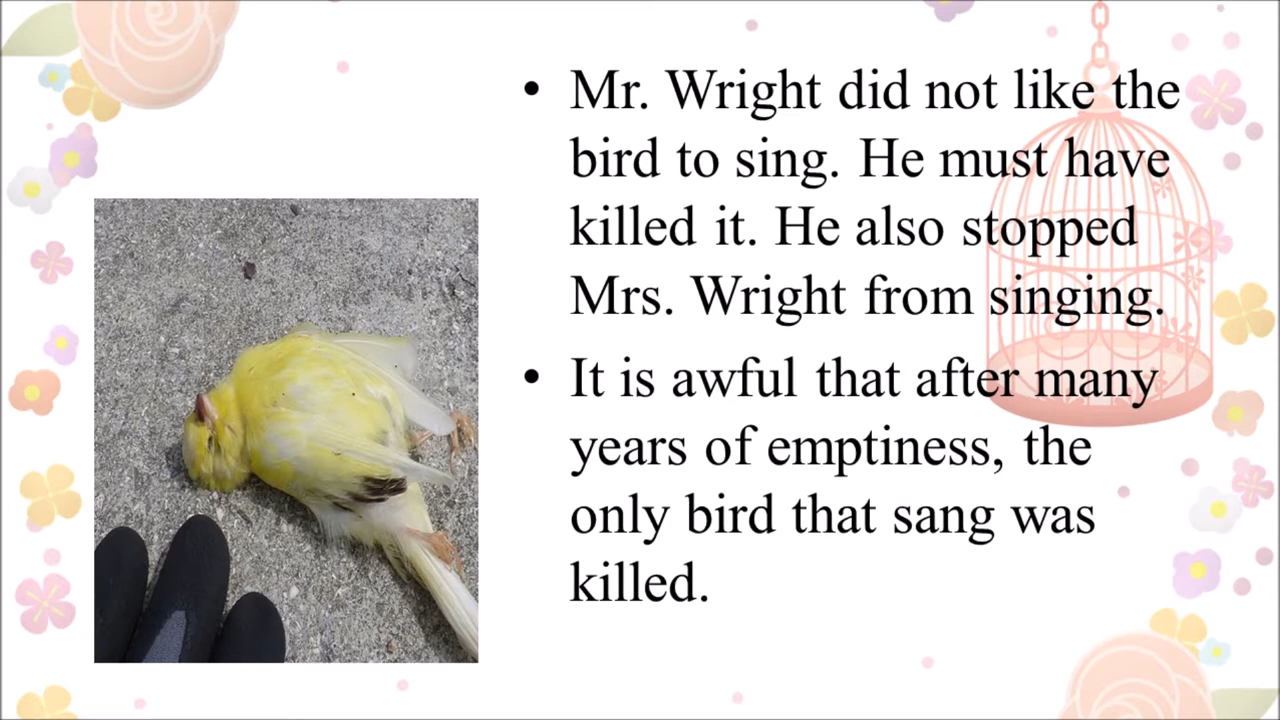 • Mr. Wright did not like the
bird to sing. He must have
killed it. He also stopped
Mrs. Wright from singing.
• It is awful that after many
years of emptiness, the
only bird that sang was
killed.